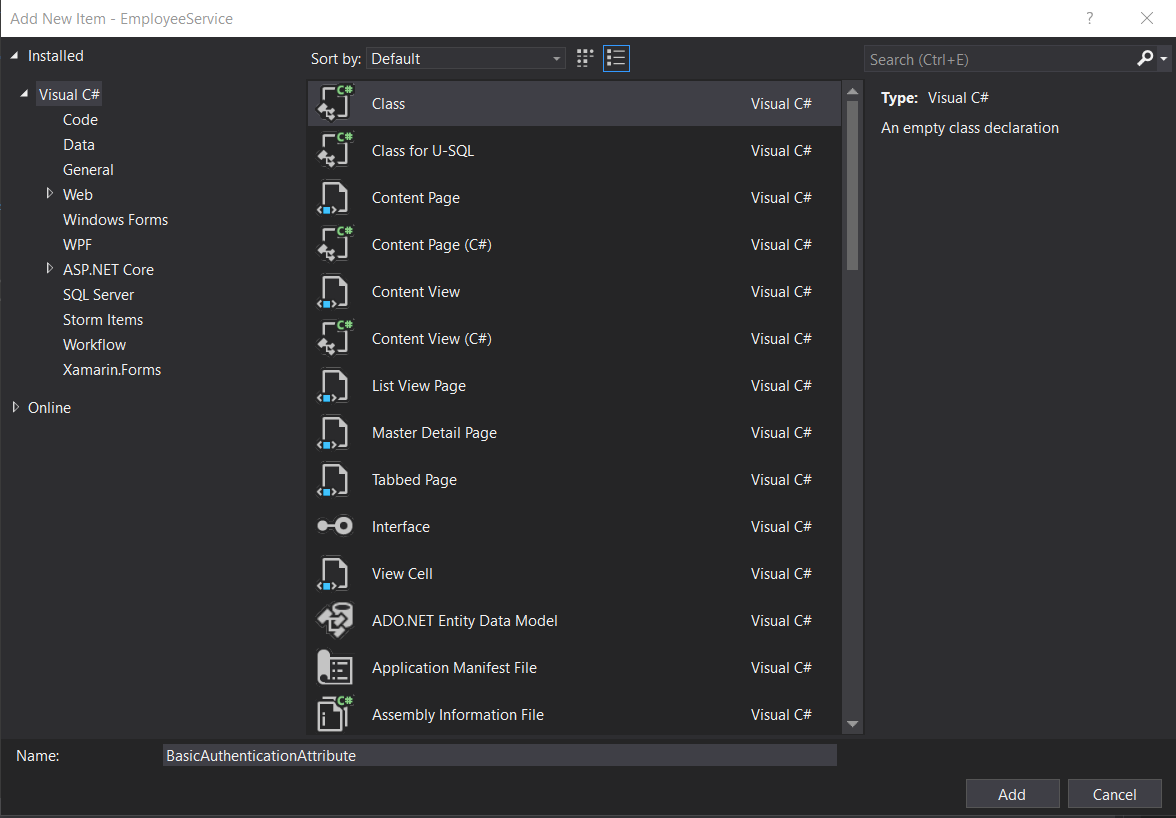 Add New Item - EmployeeService
?
Installed
Visual C#
Code
Data
General
Web
Windows Forms
WPF
ASP.NET Core
SQL Server
Storm Items
Workflow
Xamarin.Forms
Online
Sort by: Default
C# Class Visual C#
C# Class for U-SQL Visual C#
Content Page Visual C#
C# Content Page (C#) Visual C#
Content View Visual C#
C# Content View (C#) Visual C#
List View Page Visual C#
Master Detail Page Visual C#
Tabbed Page Visual C#
Interface Visual C#
View Cell Visual C#
ADO.NET Entity Data Model Visual C#
Application Manifest File Visual C#
C# Assembly Information File Visual C#
Search (Ctrl+E)
Type: Visual C#
An empty class declaration
Name: BasicAuthenticationAttribute
Add Cancel